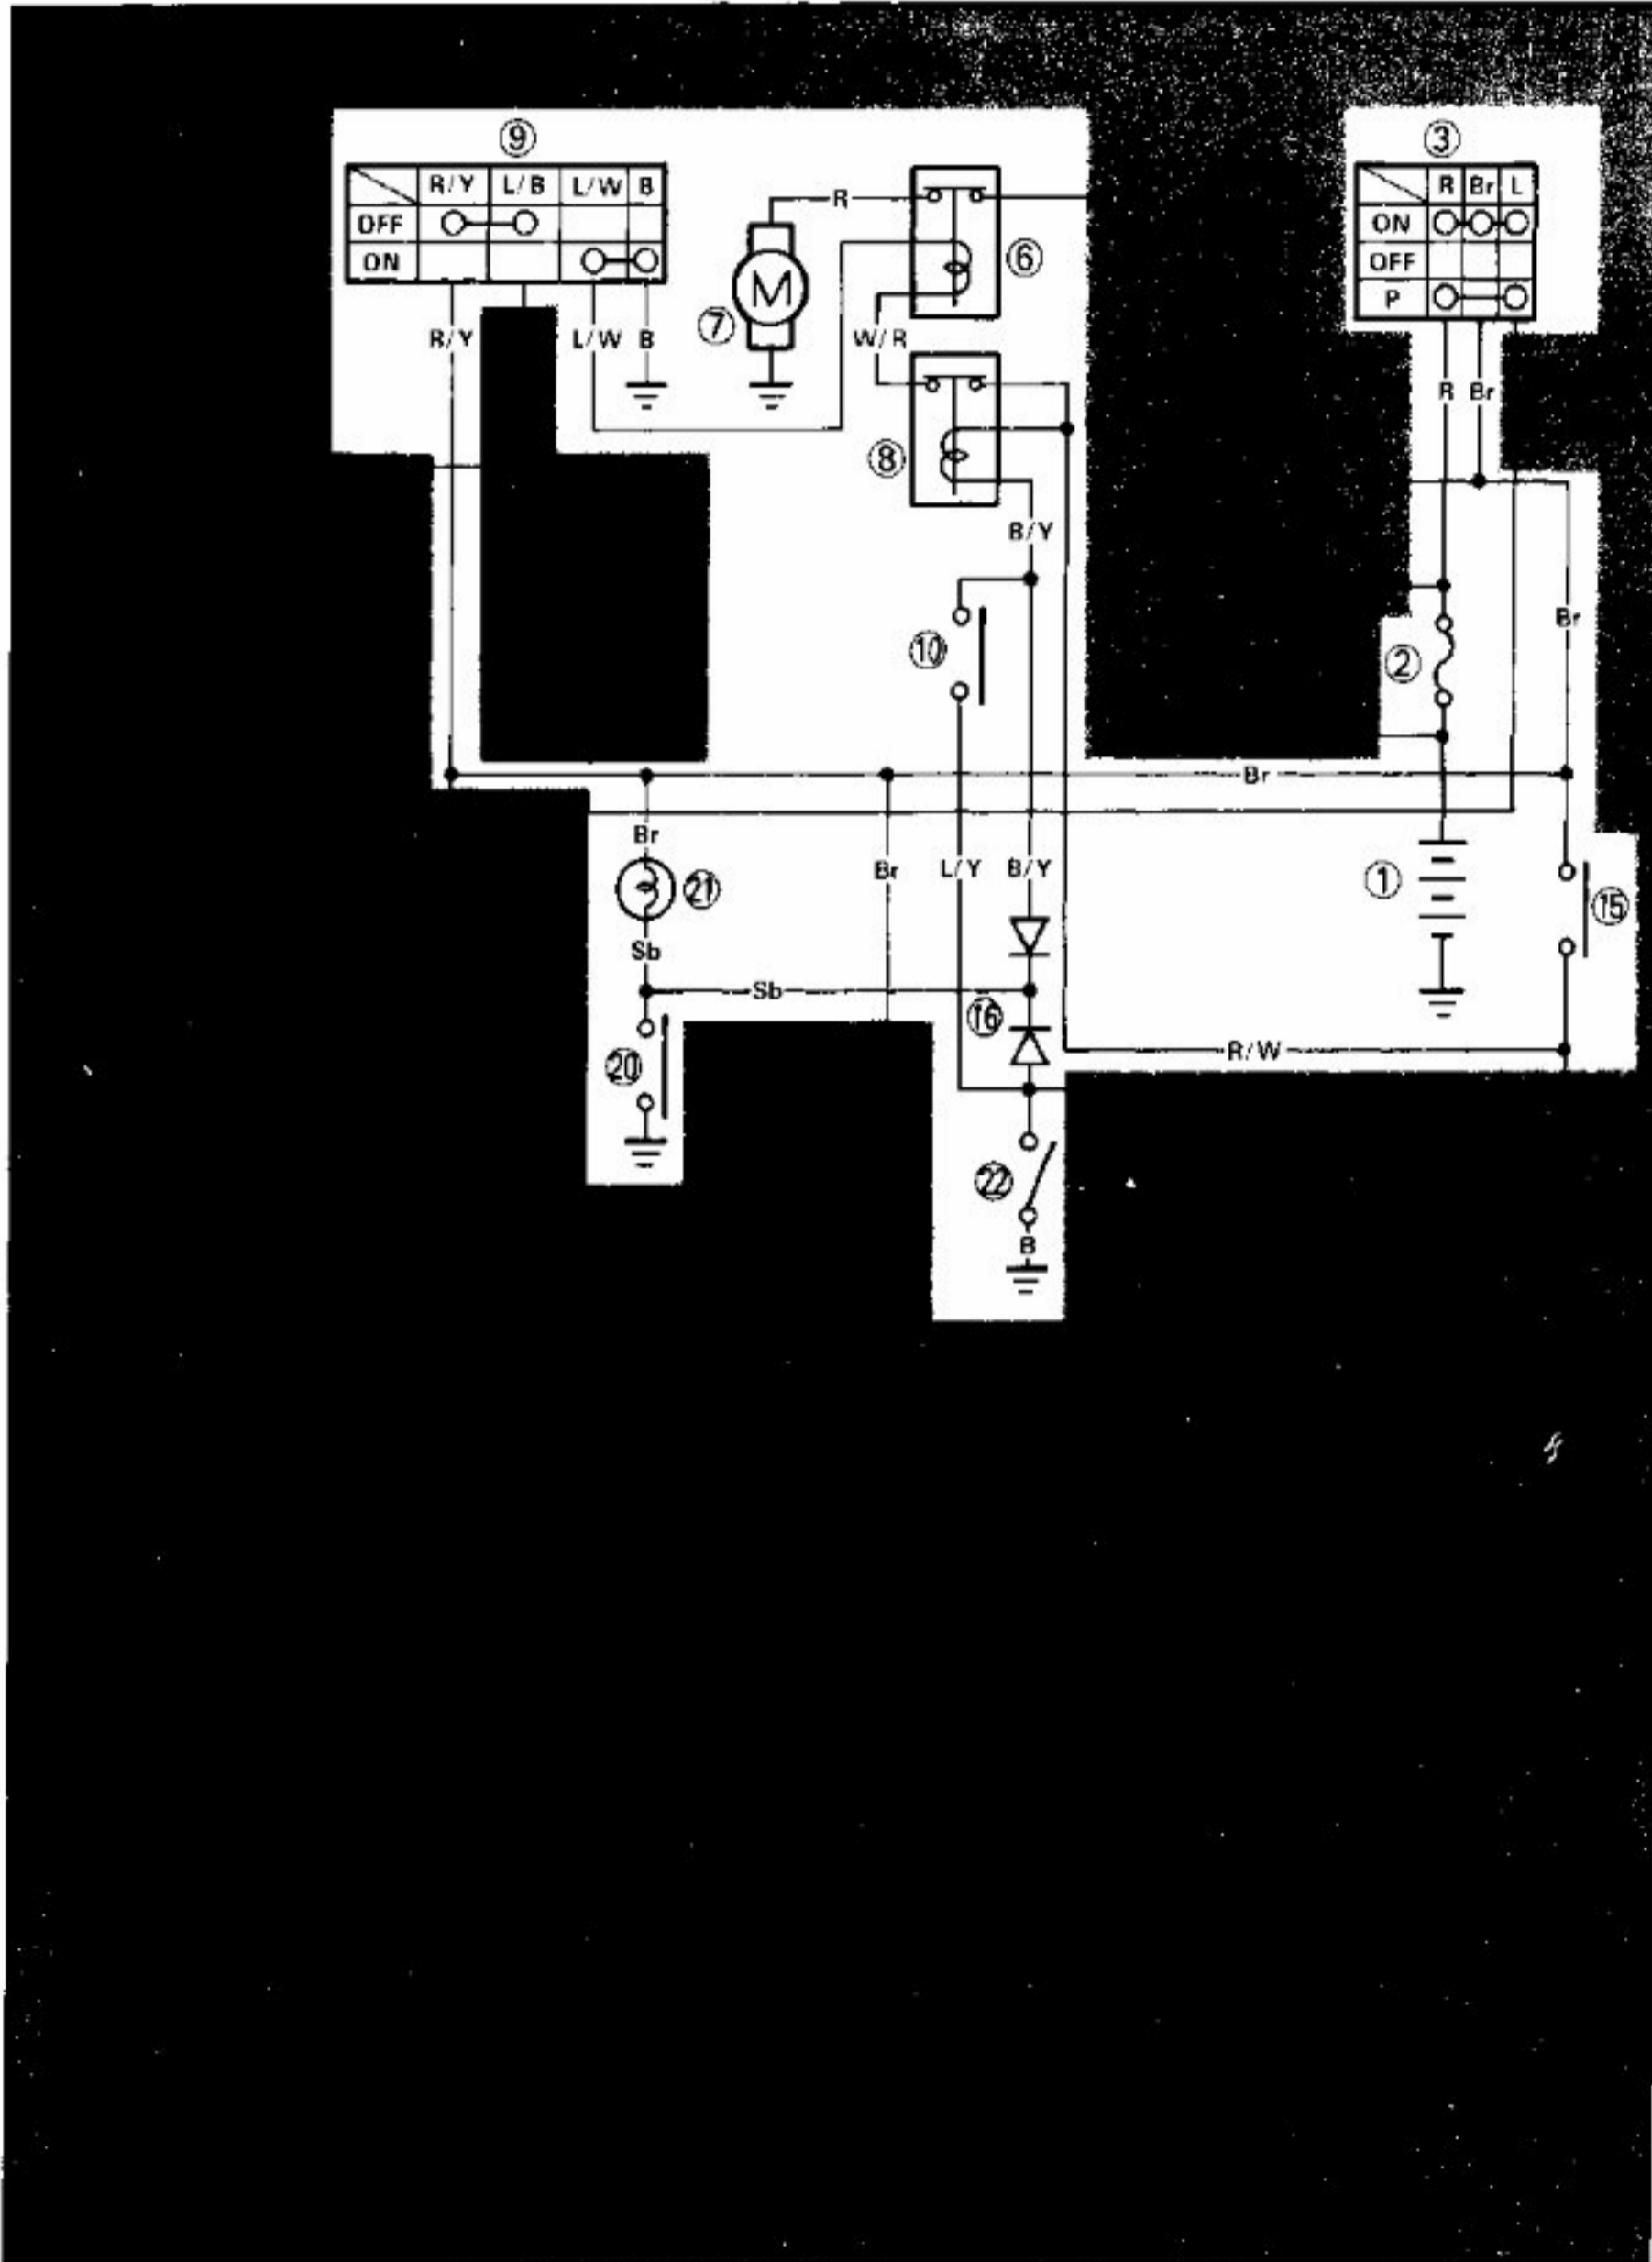 ⑨ ③
R/Y L/B L/W B
R Br L
OFF
ON
ON
OFF
P
R
⑥
M
⑦
R/Y L/W B
W/R
R Br
⑧
B/Y
Br
⑩
②
Br
Br
Br L/Y B/Y
①
㉑
⑮
Sb
Sb
⑯
R/W
⑳
㉒
B